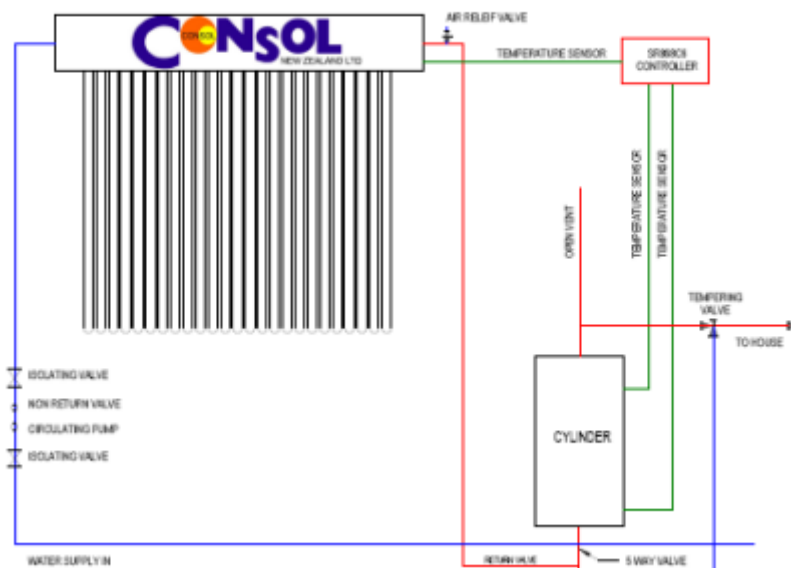 AIR RELEIF VALVE
CONSOL
CONSOL
NEW ZEALAND LTD
TEMPERATURE SENSOR
CONTROLLER
TEMPERATURE SENSOR
TEMPERATURE SENSOR
OPEN VENT
TEMPERING
VALVE
TO HOUSE
ISOLATING VALVE
NON RETURN VALVE
CIRCULATING PUMP
ISOLATING VALVE
CYLINDER
WATER SUPPLY IN
RETURN VALVE
5 WAY VALVE